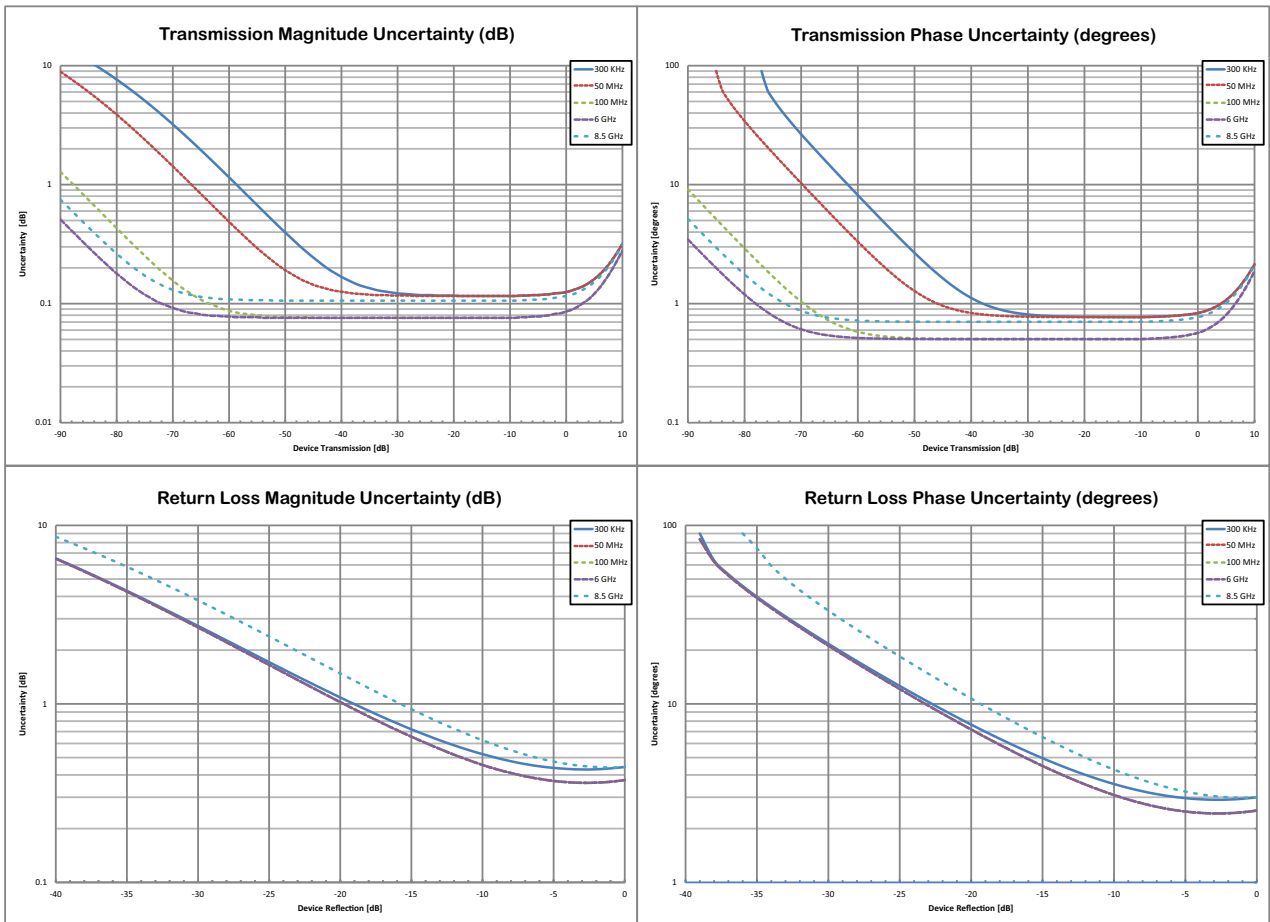 Transmission Magnitude Uncertainty (dB)
10
1
0.1
0.01
Uncertainty [dB]
-90 -80 -70 -60 -50 -40 -30 -20 -10 0 10
Device Transmission [dB]
300 KHz
50 MHz
100 MHz
6 GHz
8.5 GHz
Transmission Phase Uncertainty (degrees)
100
10
1
0.1
Uncertainty [degrees]
-90 -80 -70 -60 -50 -40 -30 -20 -10 0 10
Device Transmission [dB]
300 KHz
50 MHz
100 MHz
6 GHz
8.5 GHz
Return Loss Magnitude Uncertainty (dB)
10
1
0.1
Uncertainty [dB]
-40 -35 -30 -25 -20 -15 -10 -5 0
Device Reflection [dB]
300 KHz
50 MHz
100 MHz
6 GHz
8.5 GHz
Return Loss Phase Uncertainty (degrees)
100
10
1
Uncertainty [degrees]
-40 -35 -30 -25 -20 -15 -10 -5 0
Device Reflection [dB]
300 KHz
50 MHz
100 MHz
6 GHz
8.5 GHz